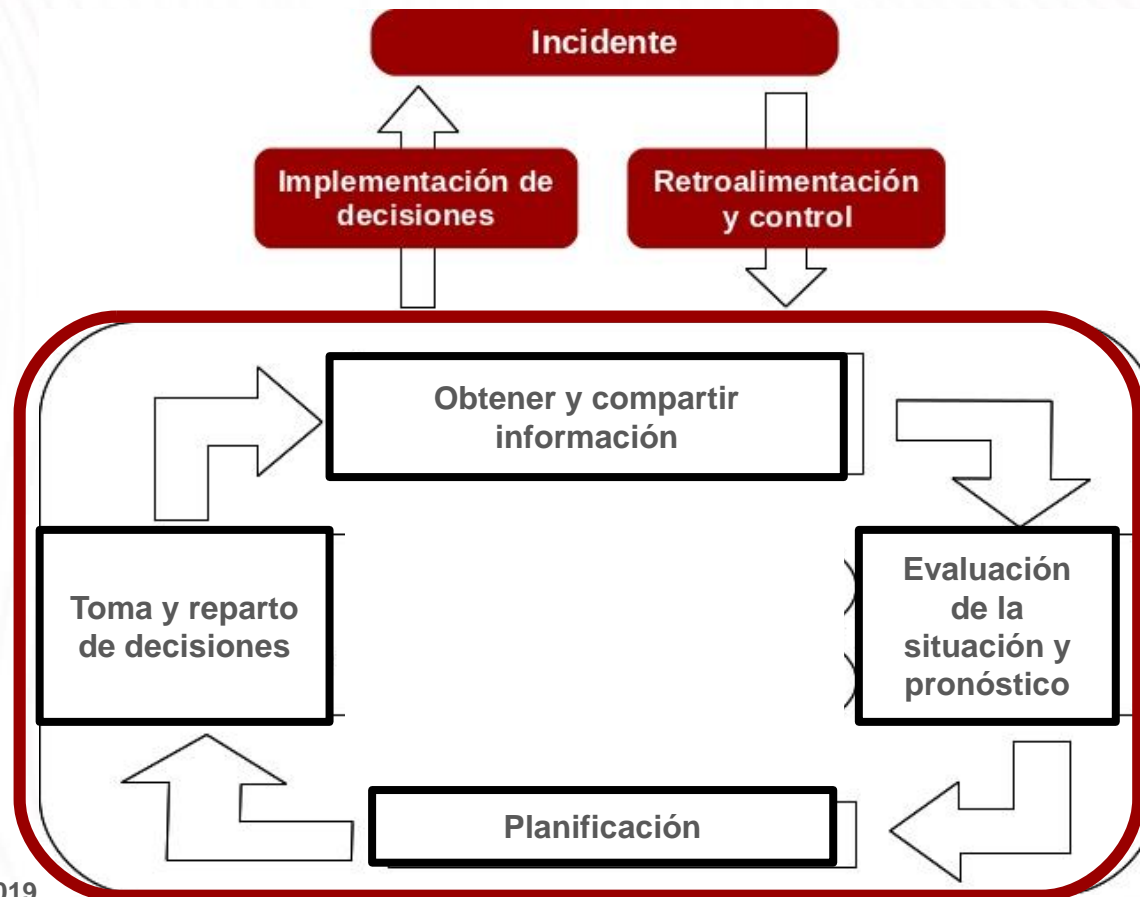 Incidente
Implementación de
decisiones
Retroalimentación
y control
Obtener y compartir
información
Toma y reparto
de decisiones
Evaluación
de la
situación y
pronóstico
Planificación
019